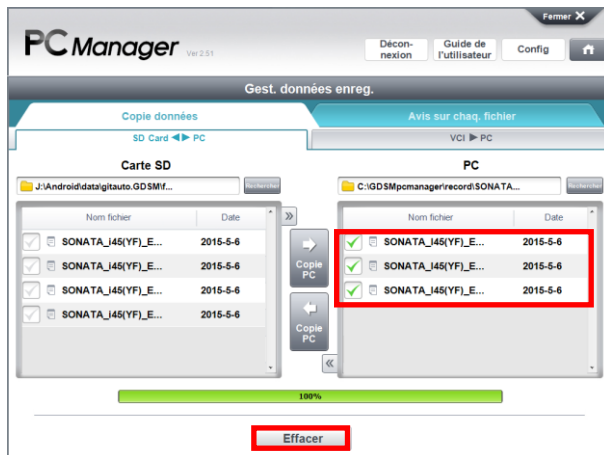 Fermer X
PC Manager Ver 2.51
Décon-
nexion
Guide de
l'utilisateur
Config
Gest. données enreg.
Copie données
Avis sur chaq. fichier
SD Card ◀▶ PC
VCI ▶ PC
Carte SD
PC
J:\Android\data\gitauto.GDSM\f...
Rechercher
C:\GDSMpcmanager\record\SONATA...
Rechercher
Nom fichier Date
SONATA_i45(YF)_E... 2015-5-6
SONATA_i45(YF)_E... 2015-5-6
SONATA_i45(YF)_E... 2015-5-6
SONATA_i45(YF)_E... 2015-5-6
Copie
PC
Copie
PC
Nom fichier Date
SONATA_i45(YF)_E... 2015-5-6
SONATA_i45(YF)_E... 2015-5-6
SONATA_i45(YF)_E... 2015-5-6
100%
Effacer